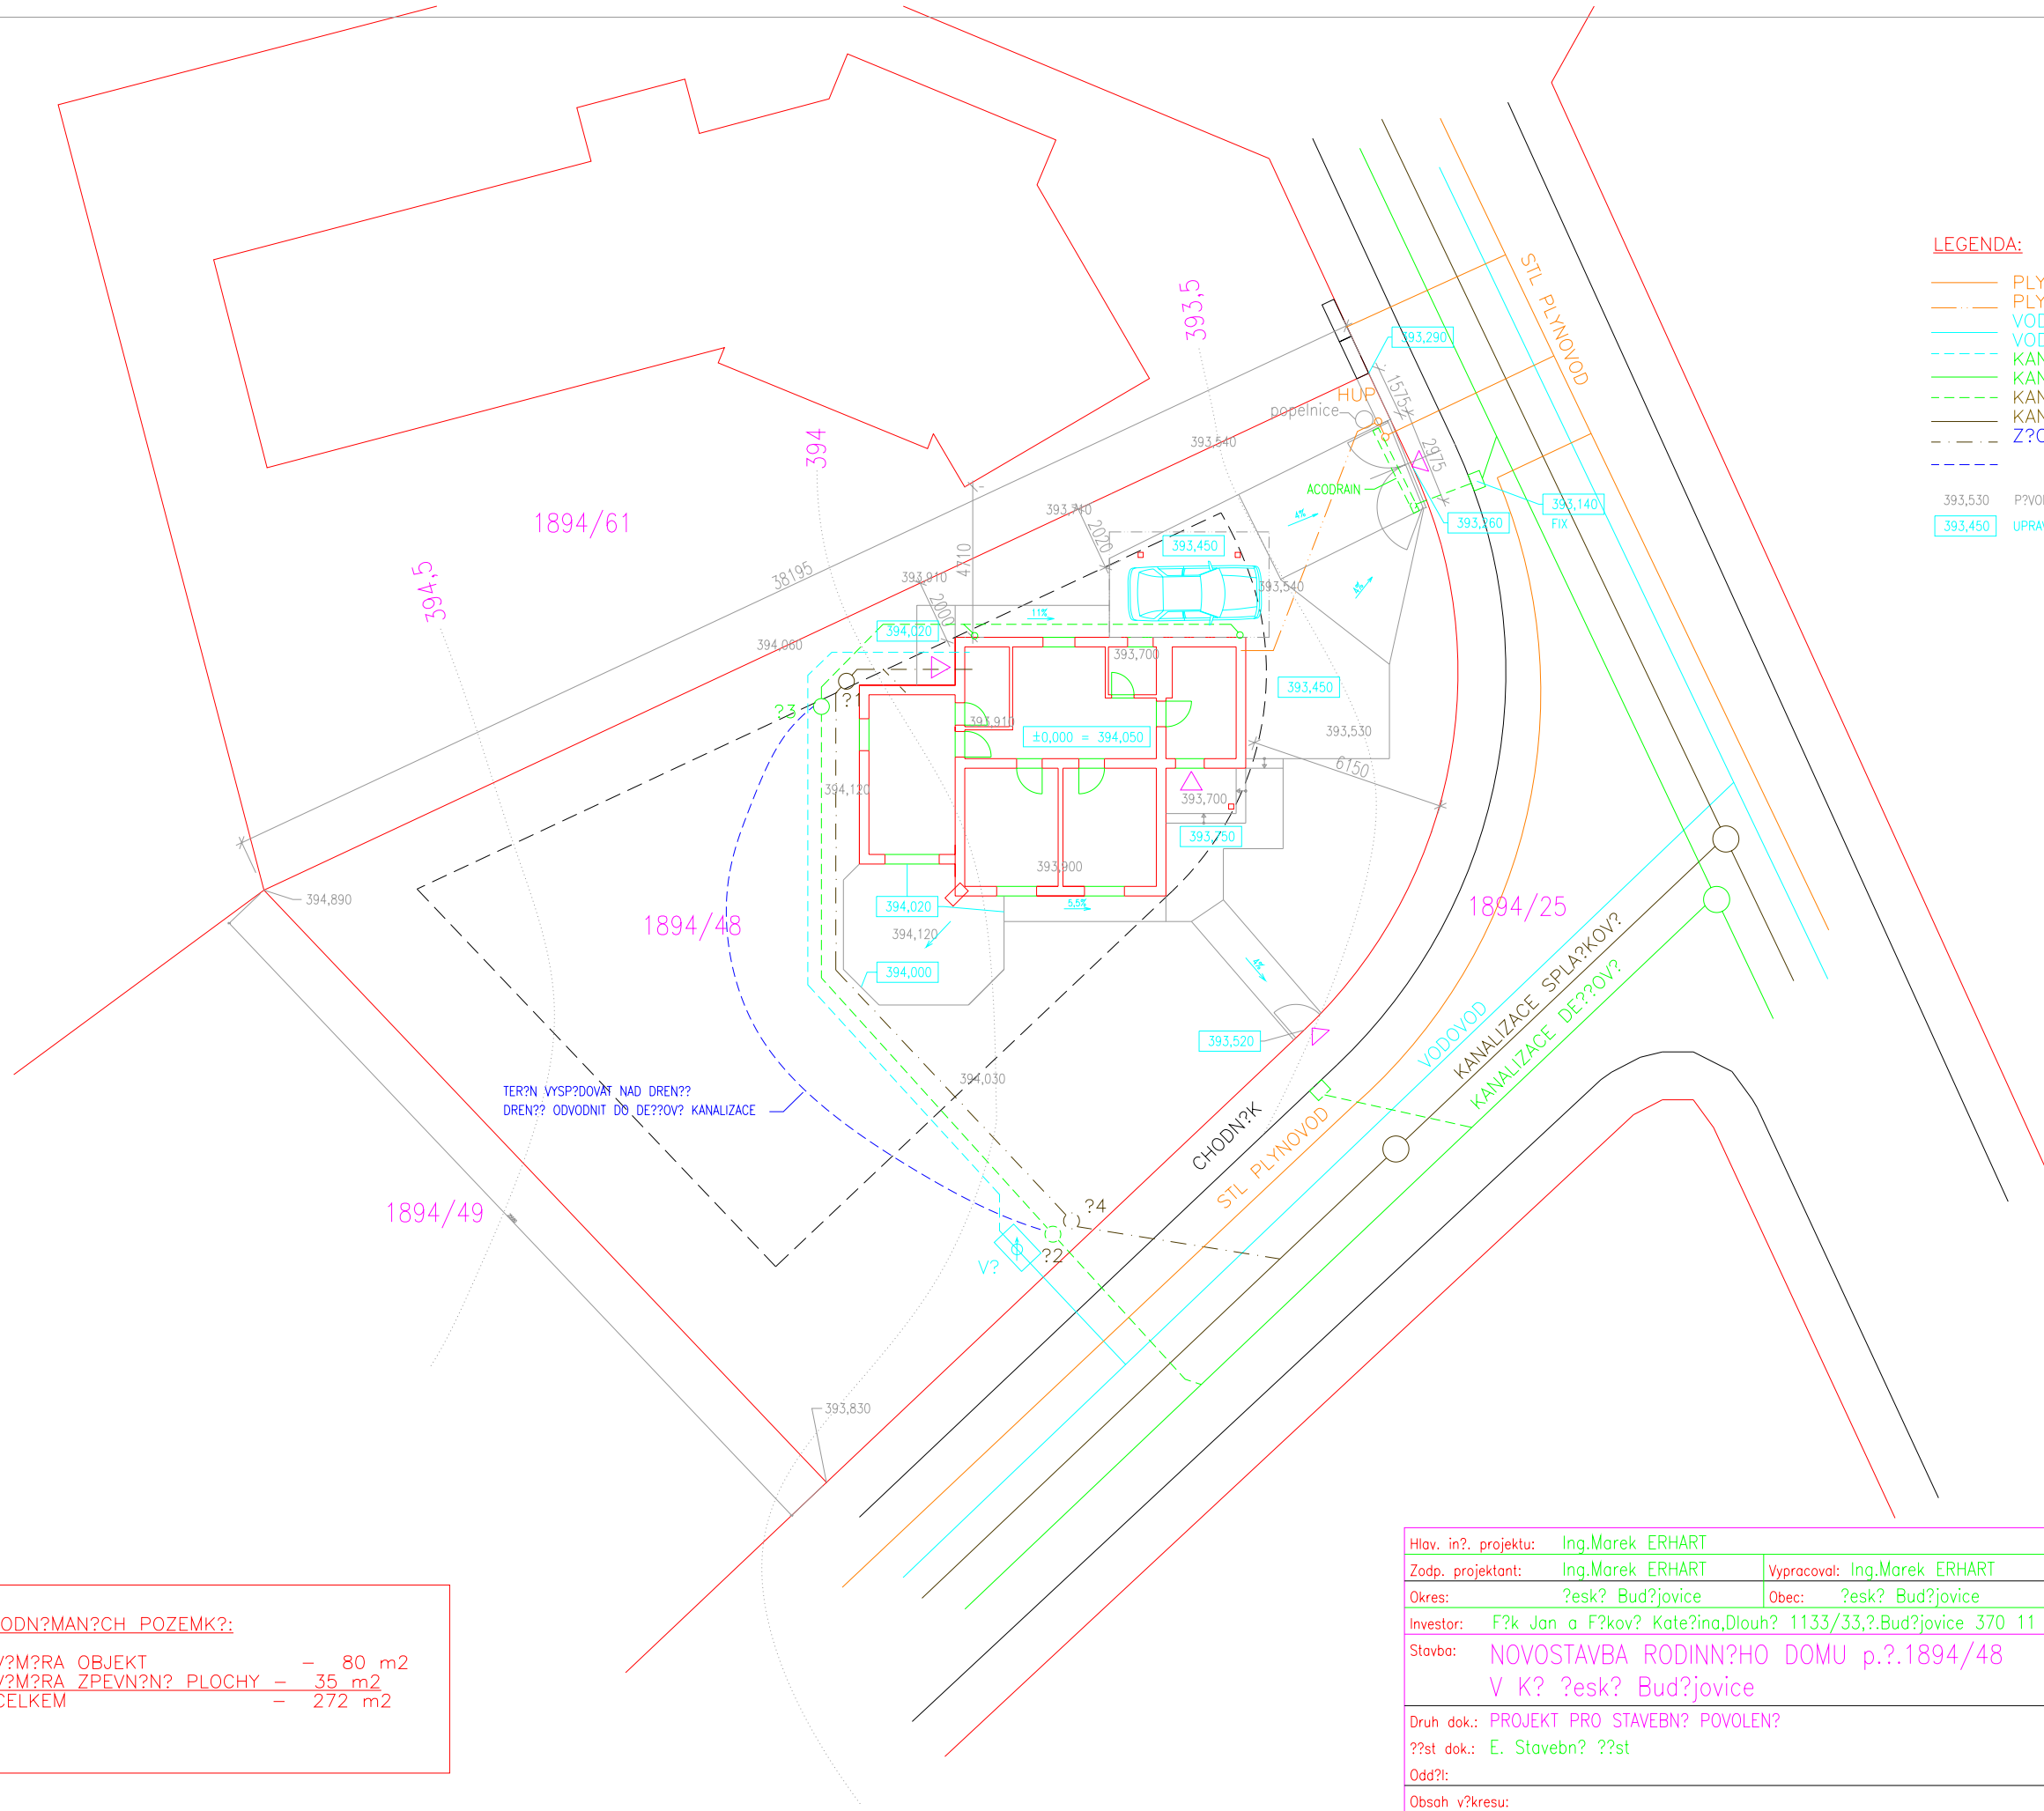 LEGENDA:
PLY
PLY
VOD
VOD
KAN
KAN
KAN
KAN
Z?C
393,530 P?VOD
393,450 UPRAV
STL PLYNOVOD
393,5
394
394,5
393,290
1575
HUP
popelnice
2975
393,540
ACODRAIN
393,140
FIX
393,260
4%
1894/61
393,710
2020
38195
4710
393,450
393,910
2000
11%
393,540
4%
394,020
394,060
393,700
393,450
?1
?3
393,910
±0,000 = 394,050
393,530
6150
394,120
393,700
393,750
393,900
394,890
1894/48
394,020
5,5%
1894/25
394,120
394,000
4%
393,520
VODOVOD
KANALIZACE SPLA?KOV?
KANALIZACE DE??OV?
394,030
TER?N VYSP?DOVAT NAD DREN??
DREN?? ODVODNIT DO DE??OV? KANALIZACE
CHODN?K
STL PLYNOVOD
1894/49
?4
?2
V?
393,830
ODN?MAN?CH POZEMK?:
V?M?RA OBJEKT – 80 m2
V?M?RA ZPEVN?N? PLOCHY – 35 m2
CELKEM – 272 m2
Hlav. in?. projektu: Ing.Marek ERHART
Zodp. projektant: Ing.Marek ERHART Vypracoval: Ing.Marek ERHART
Okres: ?esk? Bud?jovice Obec: ?esk? Bud?jovice
Investor: F?k Jan a F?kov? Kate?ina,Dlouh? 1133/33,?.Bud?jovice 370 11
Stavba: NOVOSTAVBA RODINN?HO DOMU p.?.1894/48
V K? ?esk? Bud?jovice
Druh dok.: PROJEKT PRO STAVEBN? POVOLEN?
??st dok.: E. Stavebn? ??st
Odd?l:
Obsah v?kresu: